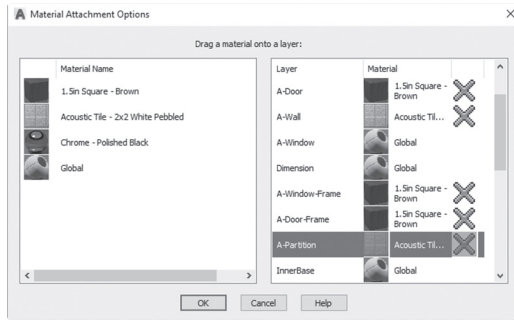 Material Attachment Options
Drag a material onto a layer:
Material Name
1.5in Square - Brown
Acoustic Tile - 2x2 White Pebbled
Chrome - Polished Black
Global
Layer Material
A-Door 1.5in Square -
Brown
A-Wall Acoustic Til...
A-Window Global
Dimension Global
A-Window-Frame 1.5in Square -
Brown
A-Door-Frame 1.5in Square -
Brown
A-Partition Acoustic Til...
InnerBase Global
OK Cancel Help